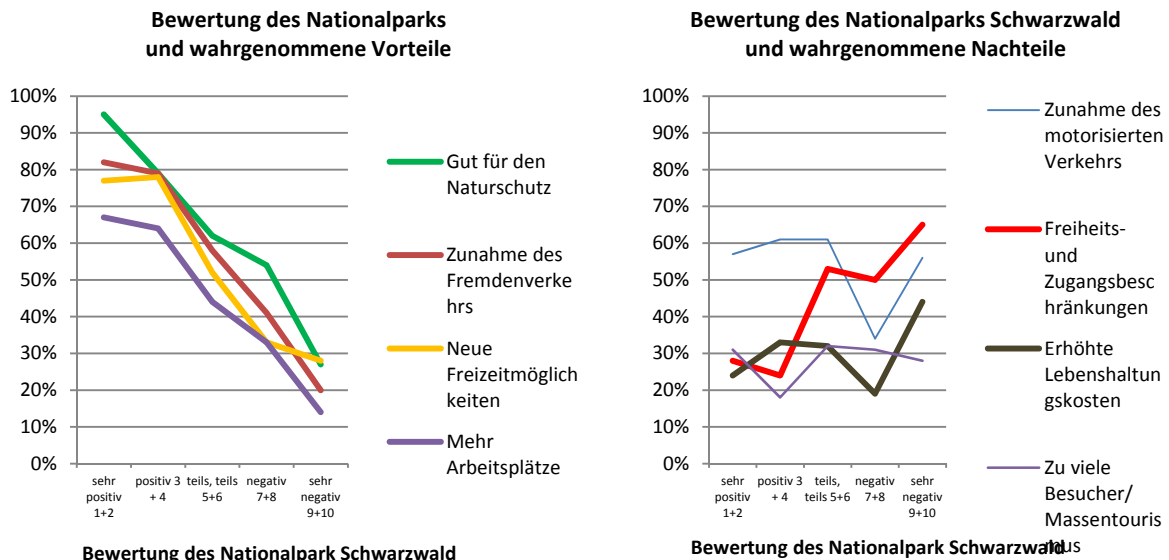 Bewertung des Nationalparks
und wahrgenommene Vorteile
100%
90%
80%
70%
60%
50%
40%
30%
20%
10%
0%
sehr
positiv
1+2
positiv 3
+ 4
teils, teils
5+6
negativ
7+8
sehr
negativ
9+10
Bewertung des Nationalpark Schwarzwald
Gut für den
Naturschutz
Zunahme des
Fremdenverke
hrs
Neue
Freizeitmöglich
keiten
Mehr
Arbeitsplätze
Bewertung des Nationalparks Schwarzwald
und wahrgenommene Nachteile
100%
90%
80%
70%
60%
50%
40%
30%
20%
10%
0%
sehr
positiv
1+2
positiv
3 + 4
teils,
teils 5+6
negativ
7+8
sehr
negativ
9+10
Bewertung des Nationalpark Schwarzwald
Zunahme des
motorisierten
Verkehrs
Freiheits-
und
Zugangsbesc
hränkungen
Erhöhte
Lebenshaltun
gskosten
Zu viele
Besucher/
Massentouris
mus